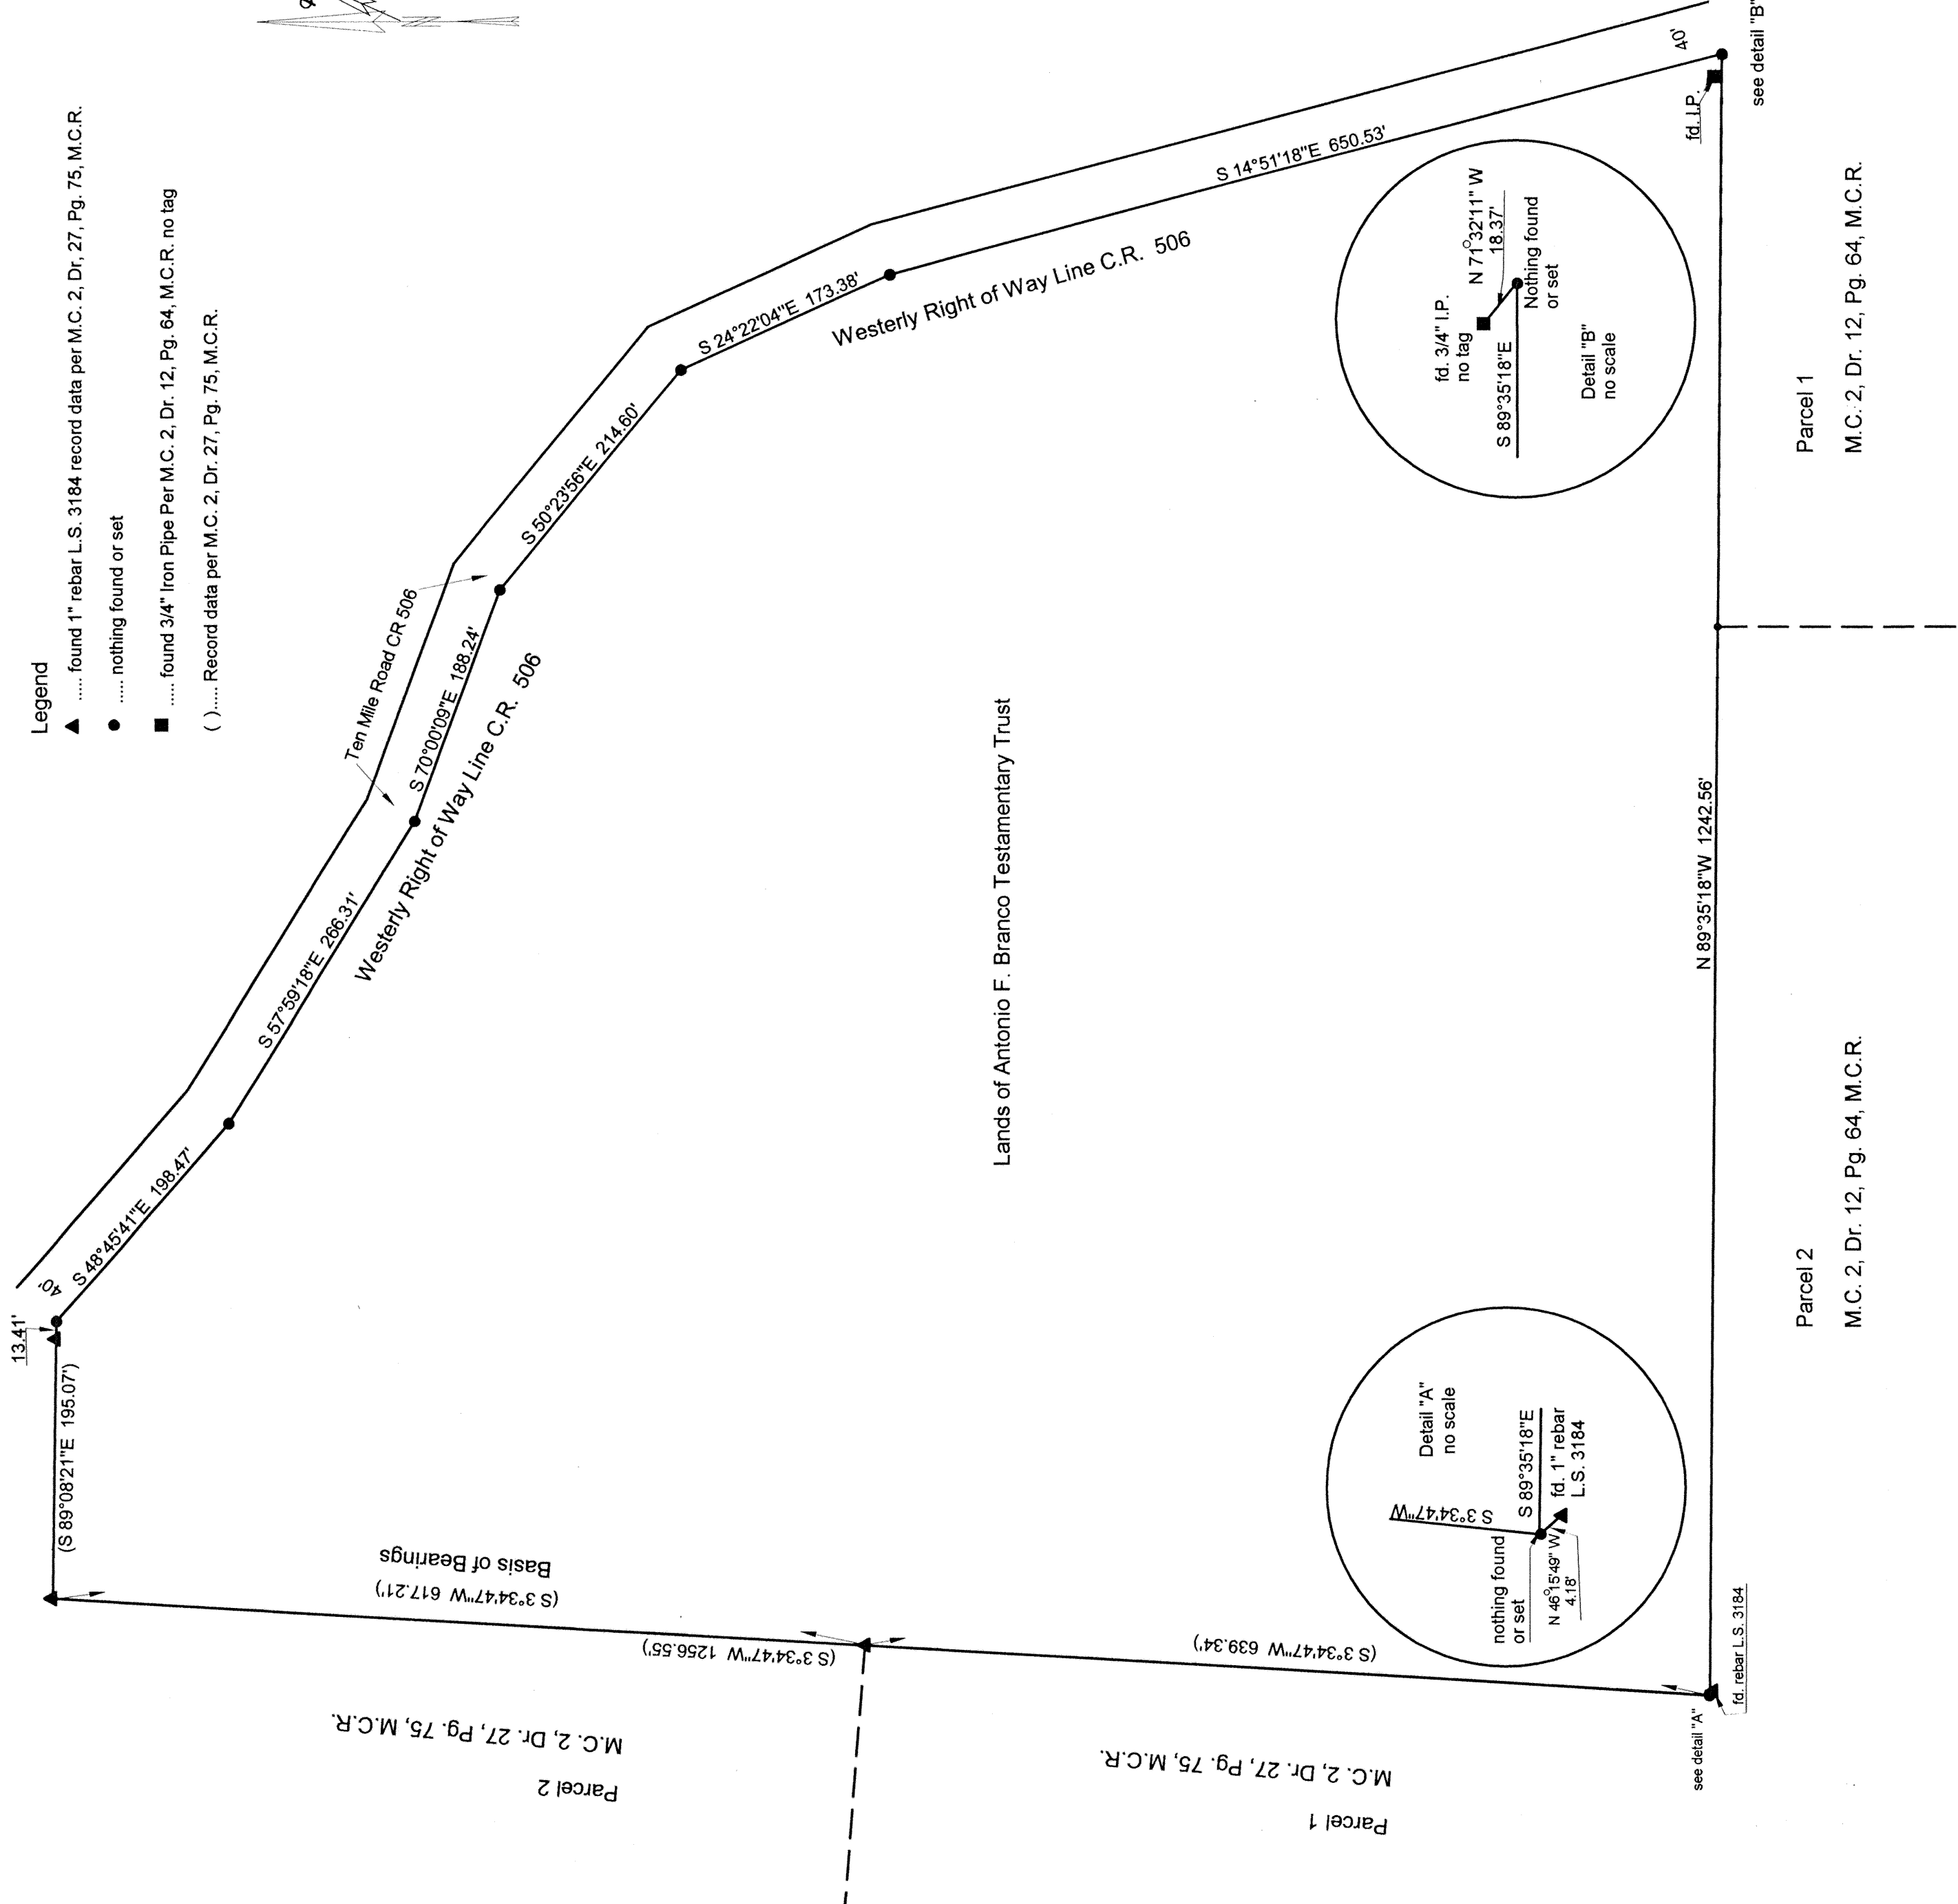 Legend
▲ ..... found 1" rebar L.S. 3184 record data per M.C. 2, Dr, 27, Pg. 75, M.C.R.
● ..... nothing found or set
■ ..... found 3/4" Iron Pipe Per M.C. 2, Dr. 12, Pg. 64, M.C.R. no tag
( )..... Record data per M.C. 2, Dr. 27, Pg. 75, M.C.R.
13.41'
40'
(S 89°08'21"E 195.07')
S 48°45'41"E 198.47'
S 57°59'18"E 266.31'
Westerly Right of Way Line C.R. 506
Ten Mile Road CR 506
S 70°00'09"E 188.24'
S 50°23'56"E 214.60'
S 24°22'04"E 173.38'
Westerly Right of Way Line C.R. 506
S 14°51'18"E 650.53'
40'
fd. I.P.
see detail "B"
Basis of Bearings
(S 3°34'47"W 617.21')
(S 3°34'47"W 1256.55')
(S 3°34'47"W 639.34')
M.C. 2, Dr. 27, Pg. 75, M.C.R.
Parcel 2
M.C. 2, Dr. 27, Pg. 75, M.C.R.
Parcel 1
Lands of Antonio F. Branco Testamentary Trust
Detail "A"
no scale
S 3°34'47"W
S 89°35'18"E
fd. 1" rebar
L.S. 3184
nothing found
or set
N 46°15'49" W
4.18'
fd. 3/4" I.P.
no tag
N 71°32'11" W
18.37'
S 89°35'18"E
Nothing found
or set
Detail "B"
no scale
N 89°35'18"W 1242.56'
see detail "A"
fd. rebar L.S. 3184
Parcel 2
M.C. 2, Dr. 12, Pg. 64, M.C.R.
Parcel 1
M.C. 2, Dr. 12, Pg. 64, M.C.R.